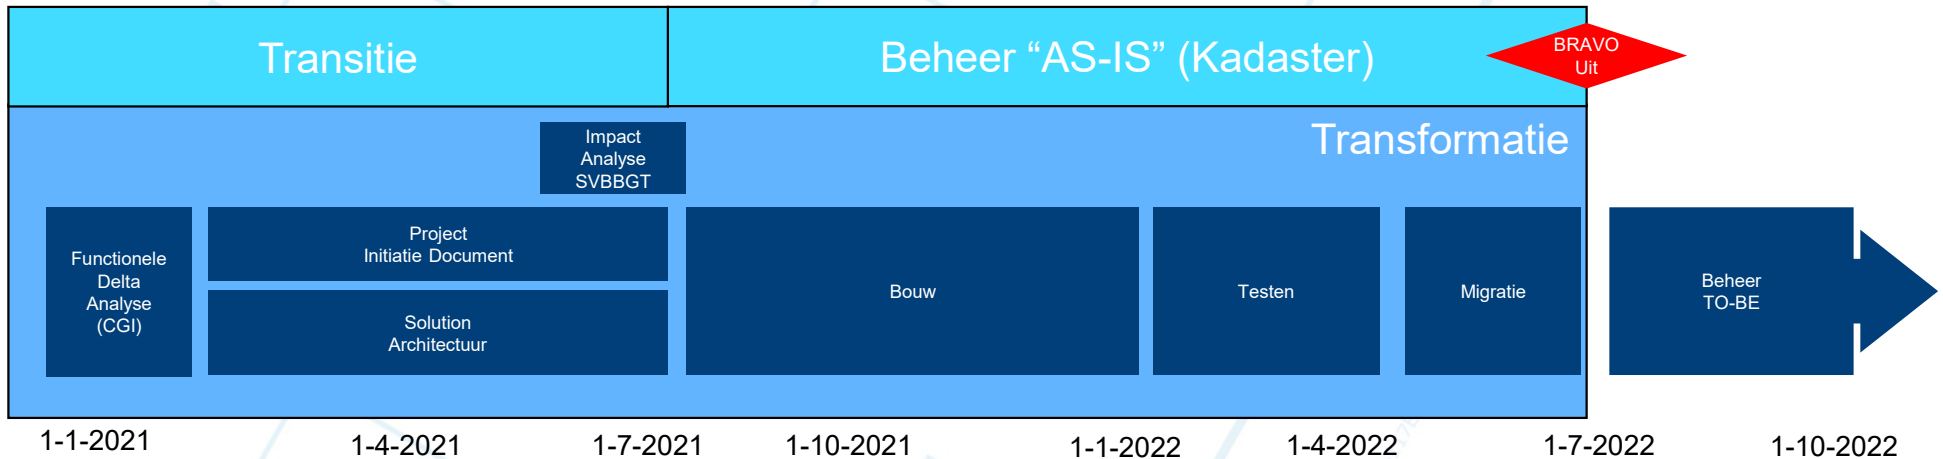 Transitie
Beheer “AS-IS” (Kadaster)
BRAVO
Uit
Transformatie
Impact
Analyse
SVBBGT
Functionele
Delta
Analyse
(CGI)
Project
Initiatie Document
Solution
Architectuur
Bouw
Testen
Migratie
Beheer
TO-BE
1-1-2021
1-4-2021
1-7-2021
1-10-2021
1-1-2022
1-4-2022
1-7-2022
1-10-2022